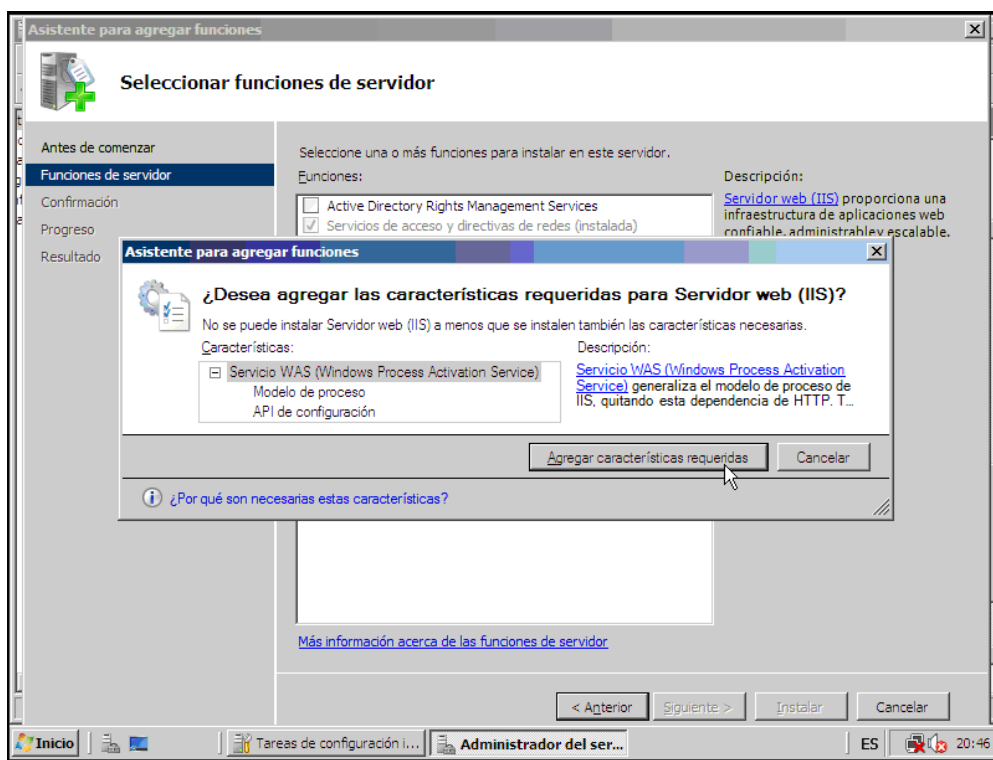 Asistente para agregar funciones
Seleccionar funciones de servidor
Antes de comenzar
Funciones de servidor
Confirmación
Progreso
Resultado
Seleccione una o más funciones para instalar en este servidor.
Funciones:
Active Directory Rights Management Services
Servicios de acceso y directivas de redes (instalada)
Descripción:
Servidor web (IIS) proporciona una
infraestructura de aplicaciones web
confiable, administrable y escalable.
Asistente para agregar funciones
¿Desea agregar las características requeridas para Servidor web (IIS)?
No se puede instalar Servidor web (IIS) a menos que se instalen también las características necesarias.
Características:
Servicio WAS (Windows Process Activation Service)
Modelo de proceso
API de configuración
Descripción:
Servicio WAS (Windows Process Activation
Service) generaliza el modelo de proceso de
IIS, quitando esta dependencia de HTTP. T...
Agregar características requeridas
Cancelar
¿Por qué son necesarias estas características?
Más información acerca de las funciones de servidor
< Anterior
Siguiente >
Instalar
Cancelar
Inicio
Tareas de configuración i...
Administrador del ser...
ES
20:46